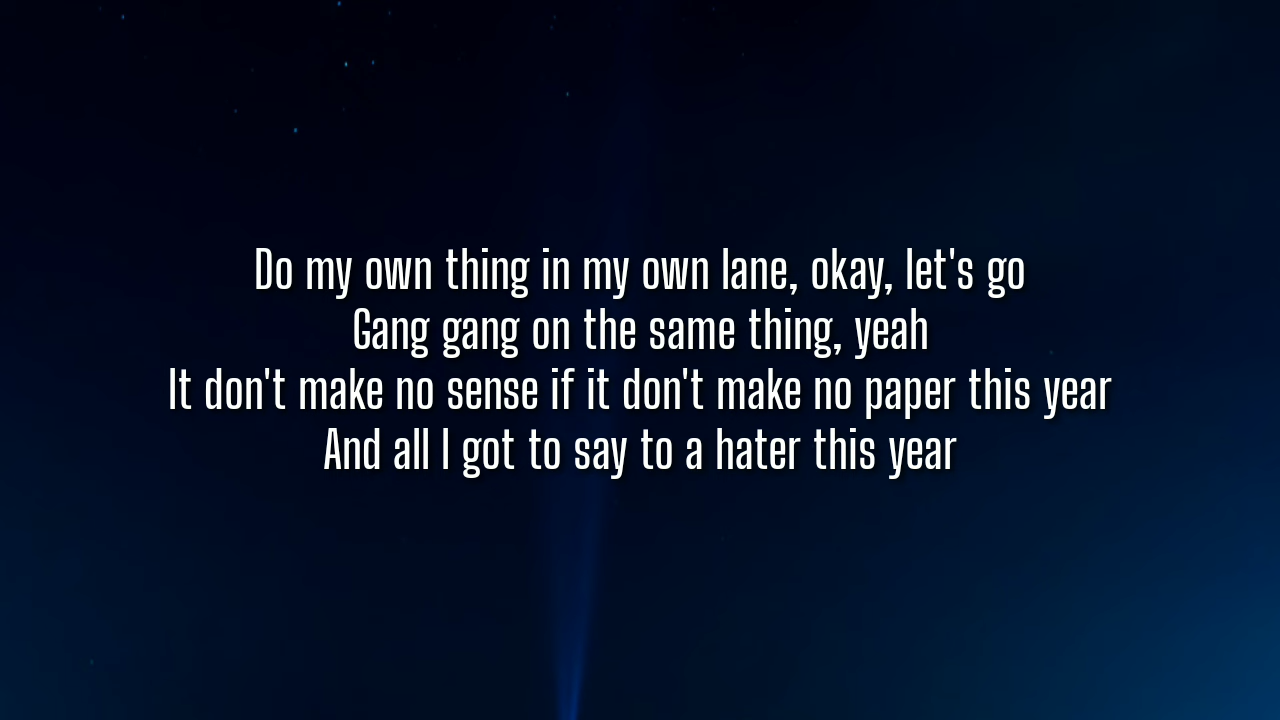 Do my own thing in my own lane, okay, let's go
Gang gang on the same thing, yeah
It don't make no sense if it don't make no paper this year
And all I got to say to a hater this year